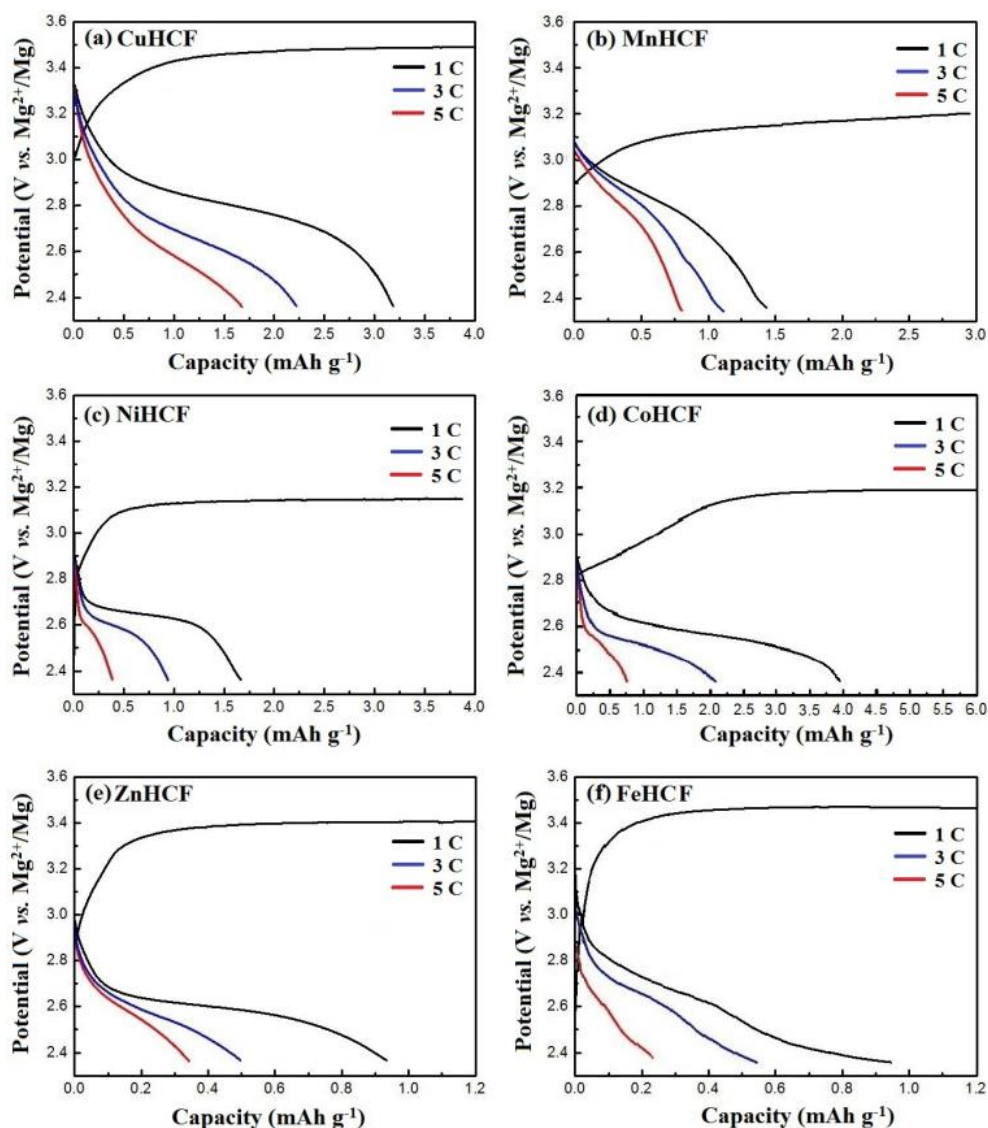 (a) CuHCF
1 C
3 C
5 C
Potential (V vs. Mg²⁺/Mg)
3.6
3.4
3.2
3.0
2.8
2.6
2.4
0.0 0.5 1.0 1.5 2.0 2.5 3.0 3.5 4.0
Capacity (mAh g⁻¹)
(b) MnHCF
1 C
3 C
5 C
Potential (V vs. Mg²⁺/Mg)
3.6
3.4
3.2
3.0
2.8
2.6
2.4
0.0 0.5 1.0 1.5 2.0 2.5 3.0
Capacity (mAh g⁻¹)
(c) NiHCF
1 C
3 C
5 C
Potential (V vs. Mg²⁺/Mg)
3.6
3.4
3.2
3.0
2.8
2.6
2.4
0.0 0.5 1.0 1.5 2.0 2.5 3.0 3.5 4.0
Capacity (mAh g⁻¹)
(d) CoHCF
1 C
3 C
5 C
Potential (V vs. Mg²⁺/Mg)
3.6
3.4
3.2
3.0
2.8
2.6
2.4
0.0 0.5 1.0 1.5 2.0 2.5 3.0 3.5 4.0 4.5 5.0 5.5 6.0
Capacity (mAh g⁻¹)
(e) ZnHCF
1 C
3 C
5 C
Potential (V vs. Mg²⁺/Mg)
3.6
3.4
3.2
3.0
2.8
2.6
2.4
0.0 0.2 0.4 0.6 0.8 1.0 1.2
Capacity (mAh g⁻¹)
(f) FeHCF
1 C
3 C
5 C
Potential (V vs. Mg²⁺/Mg)
3.6
3.4
3.2
3.0
2.8
2.6
2.4
0.0 0.2 0.4 0.6 0.8 1.0 1.2
Capacity (mAh g⁻¹)